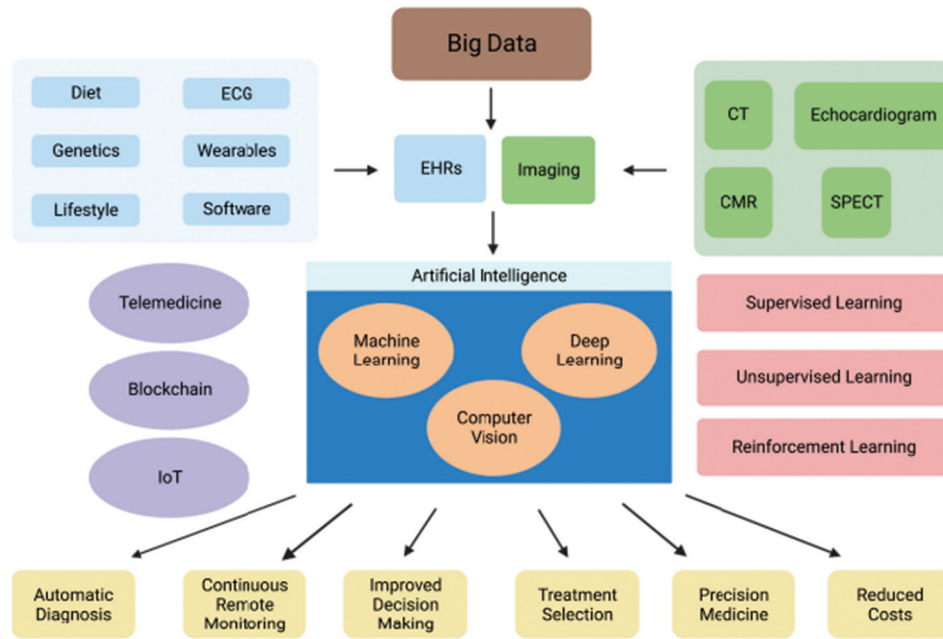 Big Data
Diet
ECG
Genetics
Wearables
Lifestyle
Software
EHRs
Imaging
CT
Echocardiogram
CMR
SPECT
Artificial Intelligence
Machine
Learning
Deep
Learning
Computer
Vision
Telemedicine
Blockchain
IoT
Supervised Learning
Unsupervised Learning
Reinforcement Learning
Automatic
Diagnosis
Continuous
Remote
Monitoring
Improved
Decision
Making
Treatment
Selection
Precision
Medicine
Reduced
Costs